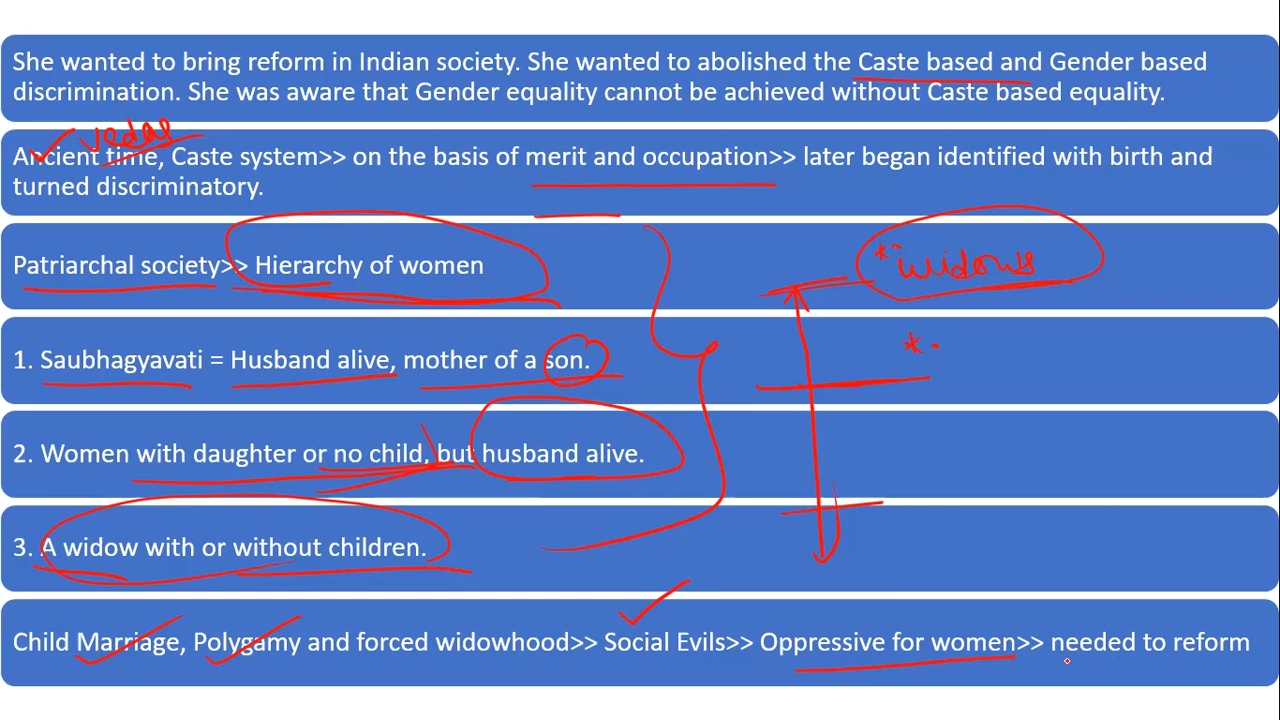 She wanted to bring reform in Indian society. She wanted to abolished the Caste based and Gender based
discrimination. She was aware that Gender equality cannot be achieved without Caste based equality.
vedas
Ancient time, Caste system>> on the basis of merit and occupation>> later began identified with birth and
turned discriminatory.
Patriarchal society>> Hierarchy of women
*widows
1. Saubhagyavati = Husband alive, mother of a son.
2. Women with daughter or no child, but husband alive.
3. A widow with or without children.
Child Marriage, Polygamy and forced widowhood>> Social Evils>> Oppressive for women>> needed to reform